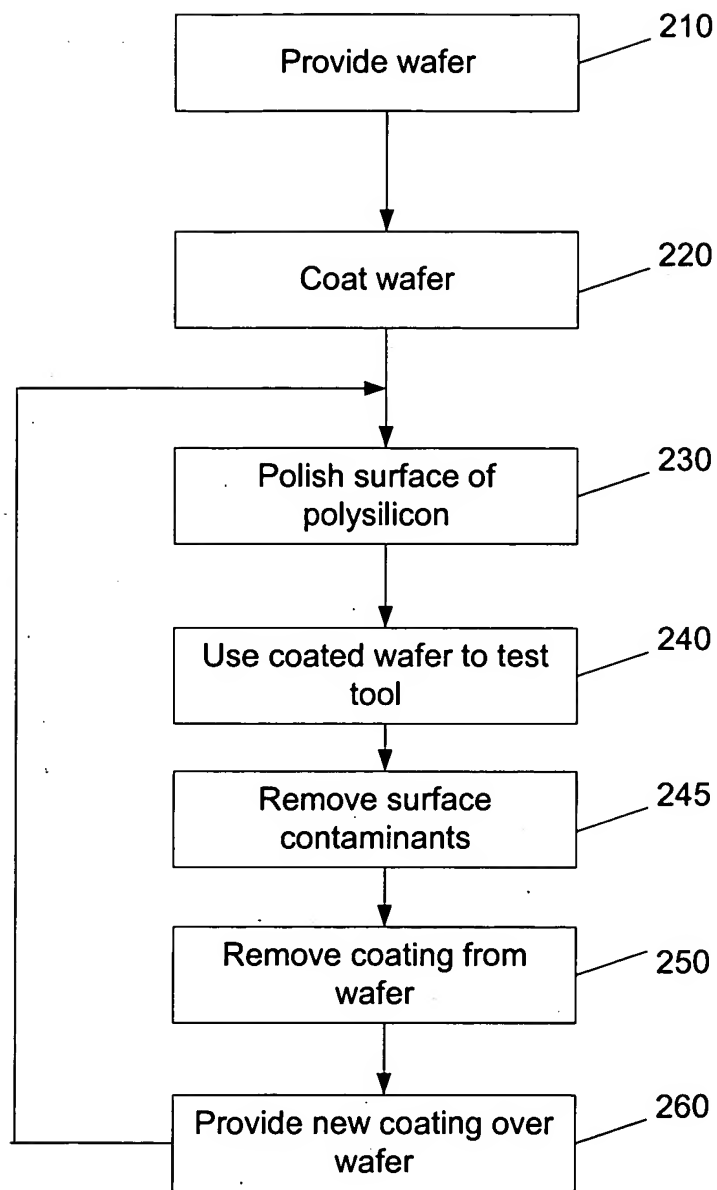 210
Provide wafer
220
Coat wafer
230
Polish surface of
polysilicon
240
Use coated wafer to test
tool
245
Remove surface
contaminants
250
Remove coating from
wafer
260
Provide new coating over
wafer